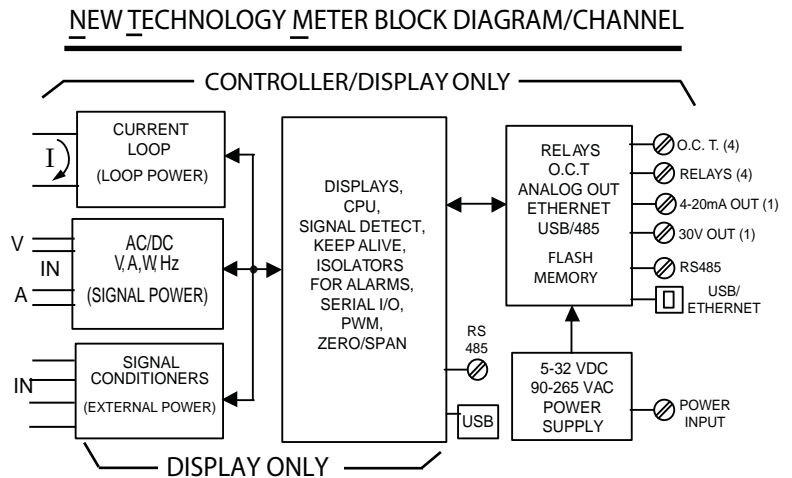 NEW TECHNOLOGY METER BLOCK DIAGRAM/CHANNEL
CONTROLLER/DISPLAY ONLY
I
CURRENT
LOOP
(LOOP POWER)
V
IN
A
AC/DC
V, A, W, Hz
(SIGNAL POWER)
IN
SIGNAL
CONDITIONERS
(EXTERNAL POWER)
DISPLAYS,
CPU,
SIGNAL DETECT,
KEEP ALIVE,
ISOLATORS
FOR ALARMS,
SERIAL I/O,
PWM,
ZERO/SPAN
RS
485
USB
RELAYS
O.C.T
ANALOG OUT
ETHERNET
USB/485
FLASH
MEMORY
O.C. T. (4)
RELAYS (4)
4-20mA OUT (1)
30V OUT (1)
RS485
USB/
ETHERNET
5-32 VDC
90-265 VAC
POWER
SUPPLY
POWER
INPUT
DISPLAY ONLY